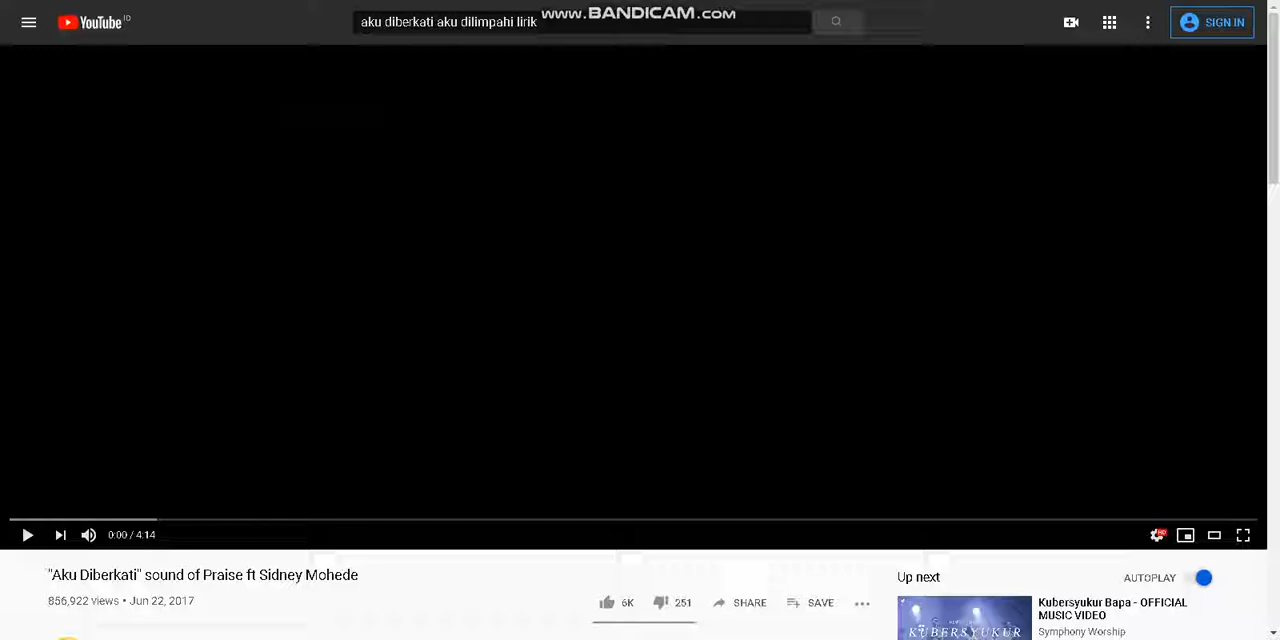 www.BANDICAM.com
YouTube ID
aku diberkati aku dilimpahi lirik
SIGN IN
0:00 / 4:14
HD
"Aku Diberkati" sound of Praise ft Sidney Mohede
856,922 views • Jun 22, 2017
6K
251
SHARE
SAVE
Up next
AUTOPLAY
KUBERSYUKUR
Kubersyukur Bapa - OFFICIAL
MUSIC VIDEO
Symphony Worship